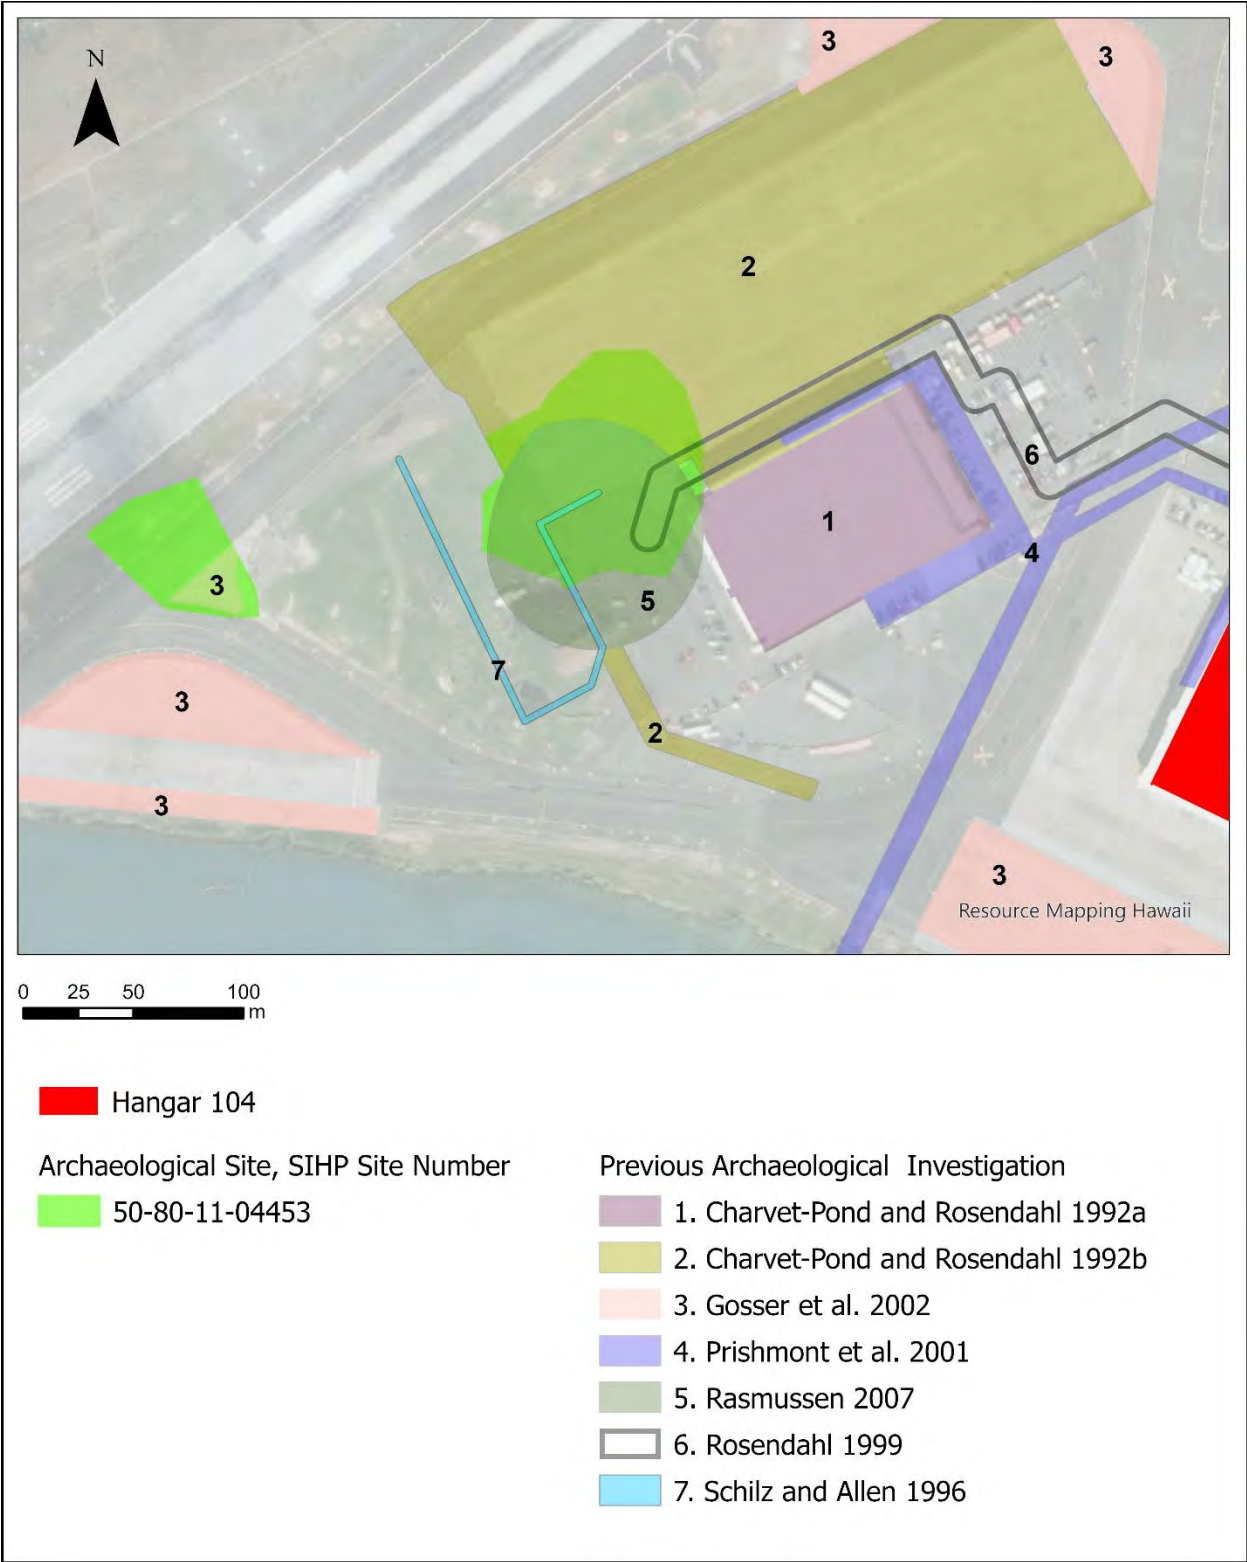 N
3
3
2
6
1
4
3
5
7
3
2
3
3
Resource Mapping Hawaii
0 25 50 100
m
Hangar 104
Archaeological Site, SIHP Site Number
50-80-11-04453
Previous Archaeological Investigation
1. Charvet-Pond and Rosendahl 1992a
2. Charvet-Pond and Rosendahl 1992b
3. Gosser et al. 2002
4. Prishmont et al. 2001
5. Rasmussen 2007
6. Rosendahl 1999
7. Schilz and Allen 1996